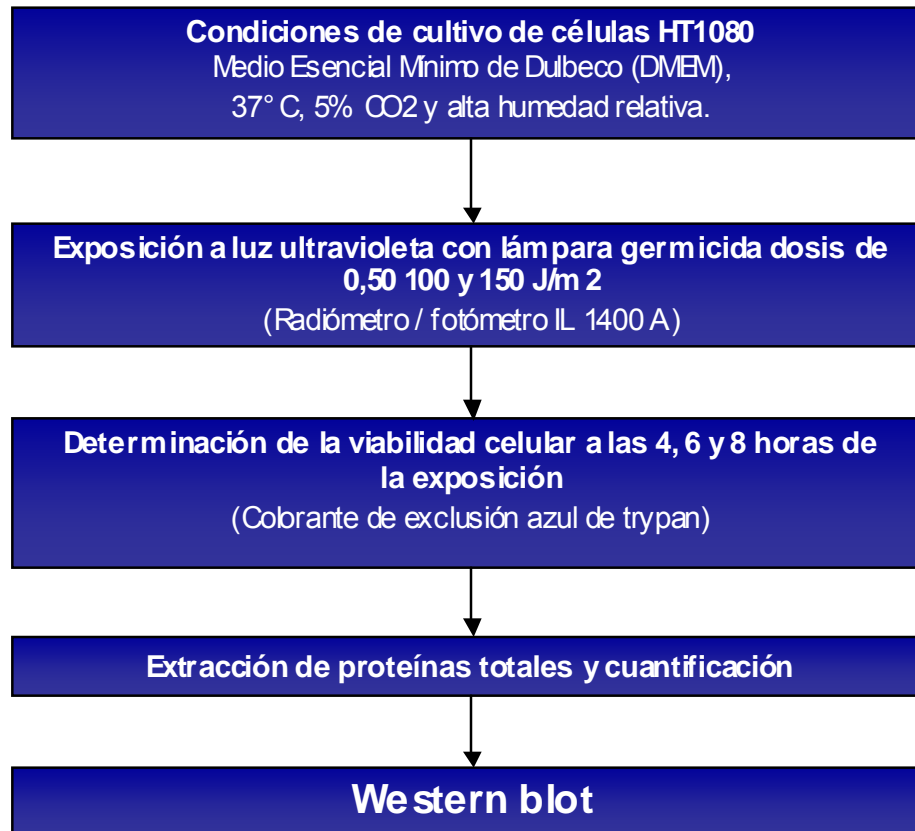 Condiciones de cultivo de células HT1080
Medio Esencial Mínimo de Dulbeco (DMEM),
37° C, 5% CO2 y alta humedad relativa.
Exposición a luz ultravioleta con lámpara germicida dosis de
0,50 100 y 150 J/m 2
(Radiómetro / fotómetro IL 1400 A)
Determinación de la viabilidad celular a las 4, 6 y 8 horas de
la exposición
(Colorante de exclusión azul de trypan)
Extracción de proteínas totales y cuantificación
Western blot